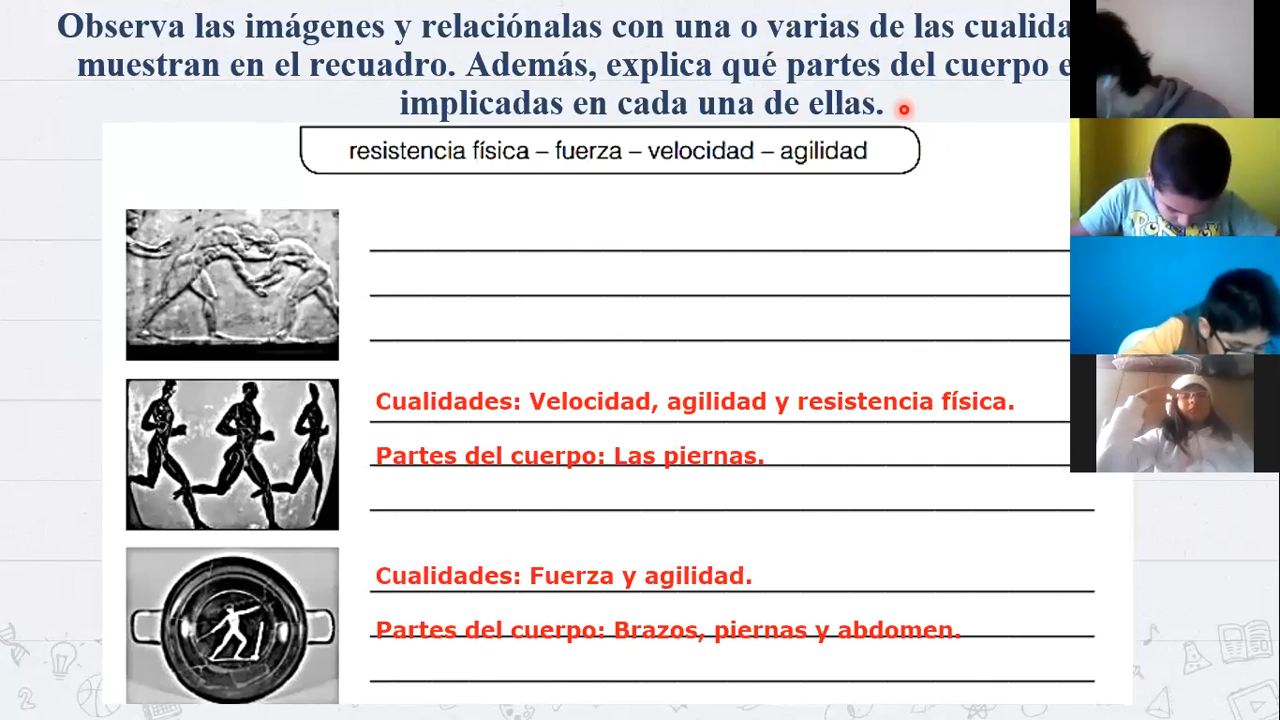 Observa las imágenes y relaciónalas con una o varias de las
muestran en el recuadro. Además, explica qué partes del cuerpo
implicadas en cada una de ellas.
resistencia física – fuerza – velocidad – agilidad
Cualidades: Velocidad, agilidad y resistencia física.
Partes del cuerpo: Las piernas.
Cualidades: Fuerza y agilidad.
Partes del cuerpo: Brazos, piernas y abdomen.
POKÉMON